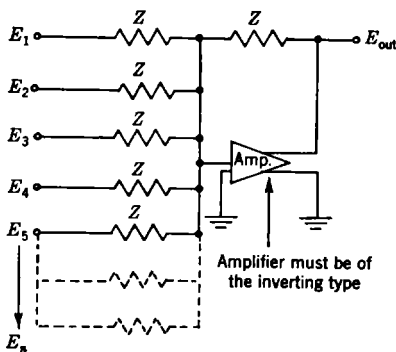 Z Z
E1 Eout
Z
E2
Z
E3
Z
Amp.
E4
Z
E5
Amplifier must be of
the inverting type
En